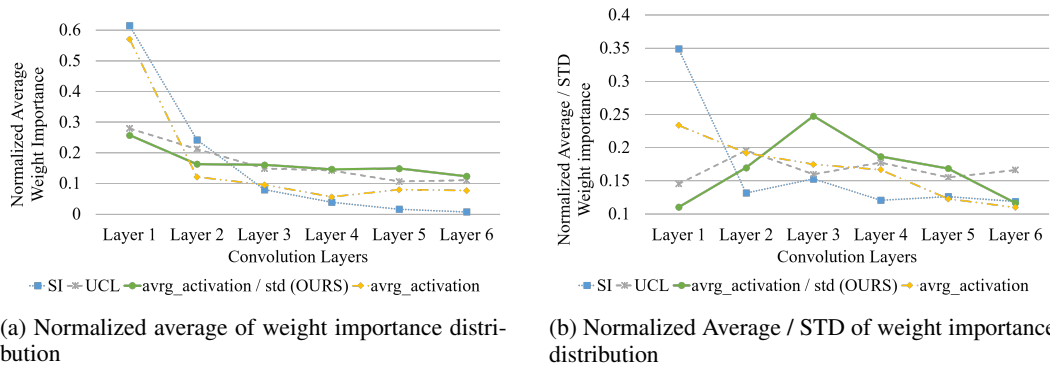 0.6
0.5
0.4
0.3
0.2
0.1
0
Normalized Average
Weight Importance
Layer 1 Layer 2 Layer 3 Layer 4 Layer 5 Layer 6
Convolution Layers
SI UCL avrg_activation / std (OURS) avrg_activation
(a) Normalized average of weight importance distri-
bution
0.4
0.35
0.3
0.25
0.2
0.15
0.1
Normalized Average / STD
Weight importance
Layer 1 Layer 2 Layer 3 Layer 4 Layer 5 Layer 6
Convolution Layers
SI UCL avrg_activation / std (OURS) avrg_activation
(b) Normalized Average / STD of weight importance
distribution